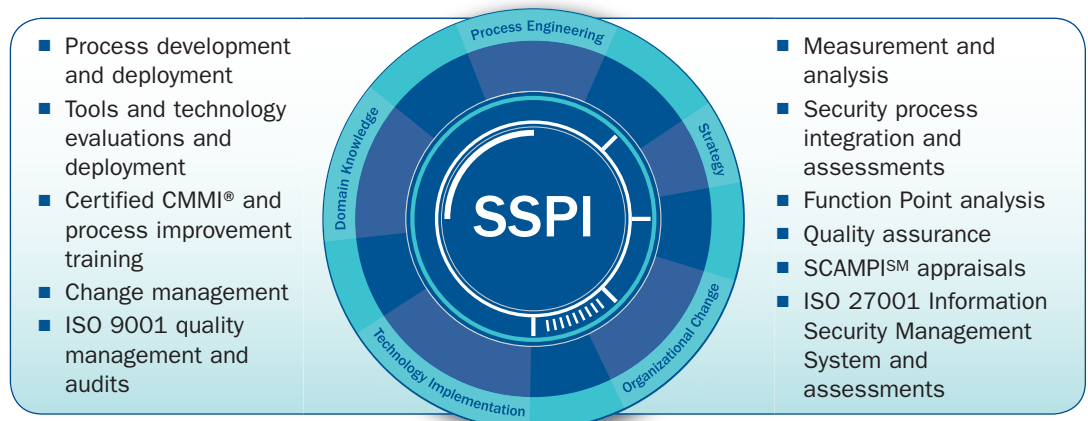 ■ Process development
and deployment
■ Tools and technology
evaluations and
deployment
■ Certified CMMI® and
process improvement
training
■ Change management
■ ISO 9001 quality
management and
audits
Process Engineering
Strategy
Organizational Change
Technology Implementation
Domain Knowledge
SSPI
■ Measurement and
analysis
■ Security process
integration and
assessments
■ Function Point analysis
■ Quality assurance
■ SCAMPI℠ appraisals
■ ISO 27001 Information
Security Management
System and
assessments